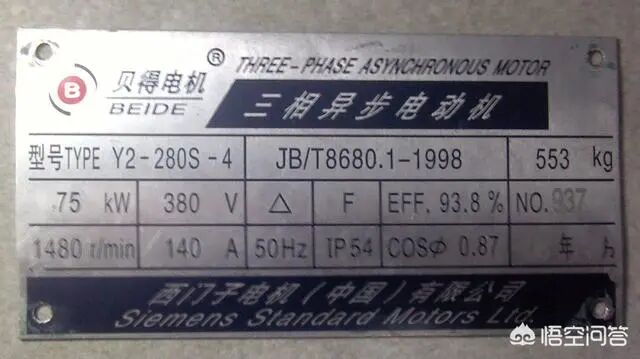 B 贝得电机 ® THREE-PHASE ASYNCHRONOUS MOTOR
BEIDE 三相异步电动机
型号TYPE Y2-280S-4 JB/T8680.1-1998 553 kg
75 kW 380 V △ F EFF. 93.8 % NO. 937
1480 r/min 140 A 50Hz IP54 COSΦ 0.87 年 月
西门子电机(中国)有限公司
Siemens Standard Motors Ltd.
悟空问答